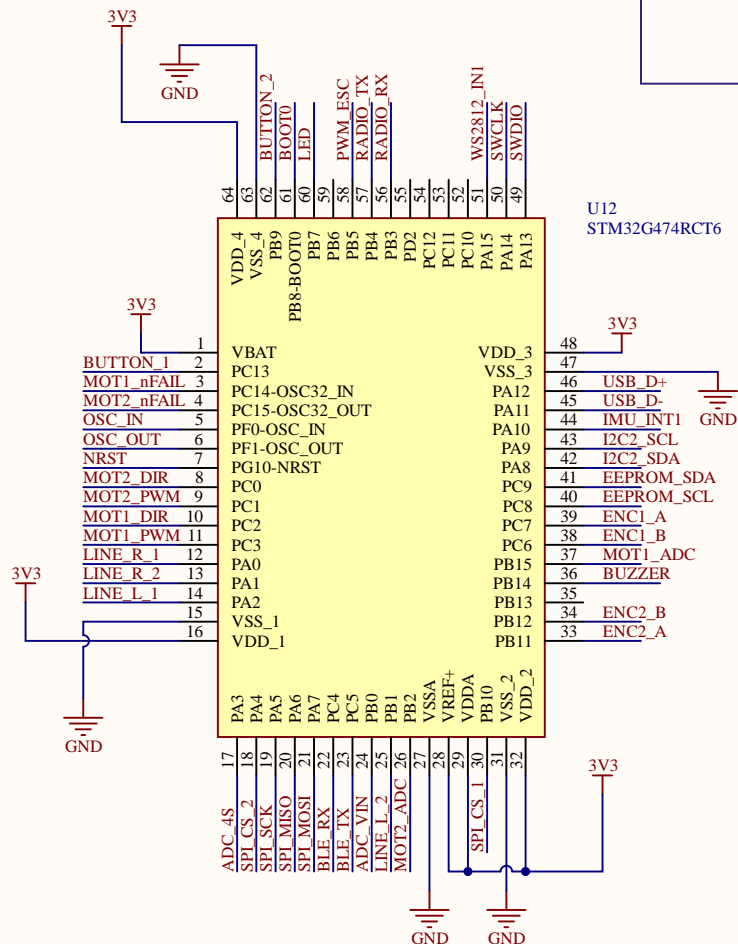 3V3
GND
BUTTON_2
BOOT0
LED
PWM_ESC
RADIO_TX
RADIO_RX
WS2812_IN1
SWCLK
SWDIO
64 63 62 61 60 59 58 57 56 55 54 53 52 51 50 49
U12
STM32G474RCT6
VDD_4
VSS_4
PB9
PB8-BOOT0
PB7
PB6
PB5
PB4
PB3
PD2
PC12
PC11
PC10
PA15
PA14
PA13
3V3
1 VBAT
BUTTON_1 2 PC13
MOT1_nFAIL 3 PC14-OSC32_IN
MOT2_nFAIL 4 PC15-OSC32_OUT
OSC_IN 5 PF0-OSC_IN
OSC_OUT 6 PF1-OSC_OUT
NRST 7 PG10-NRST
MOT2_DIR 8 PC0
MOT2_PWM 9 PC1
MOT1_DIR 10 PC2
MOT1_PWM 11 PC3
LINE_R_1 12 PA0
LINE_R_2 13 PA1
LINE_L_1 14 PA2
15 VSS_1
16 VDD_1
3V3
GND
3V3
VDD_3 48
VSS_3 47
PA12 46 USB_D+
PA11 45 USB_D-
PA10 44 IMU_INT1
PA9 43 I2C2_SCL
PA8 42 I2C2_SDA
PC9 41 EEPROM_SDA
PC8 40 EEPROM_SCL
PC7 39 ENC1_A
PC6 38 ENC1_B
PB15 37 MOT1_ADC
PB14 36 BUZZER
PB13 35
PB12 34 ENC2_B
PB11 33 ENC2_A
GND
PA3
PA4
PA5
PA6
PA7
PC4
PC5
PB0
PB1
PB2
VSSA
VREF+
VDDA
PB10
VSS_2
VDD_2
17 18 19 20 21 22 23 24 25 26 27 28 29 30 31 32
ADC_4S
SPI_CS_2
SPI_SCK
SPI_MISO
SPI_MOSI
BLE_RX
BLE_TX
ADC_VIN
LINE_L_2
MOT2_ADC
SPI_CS_1
3V3
GND
GND